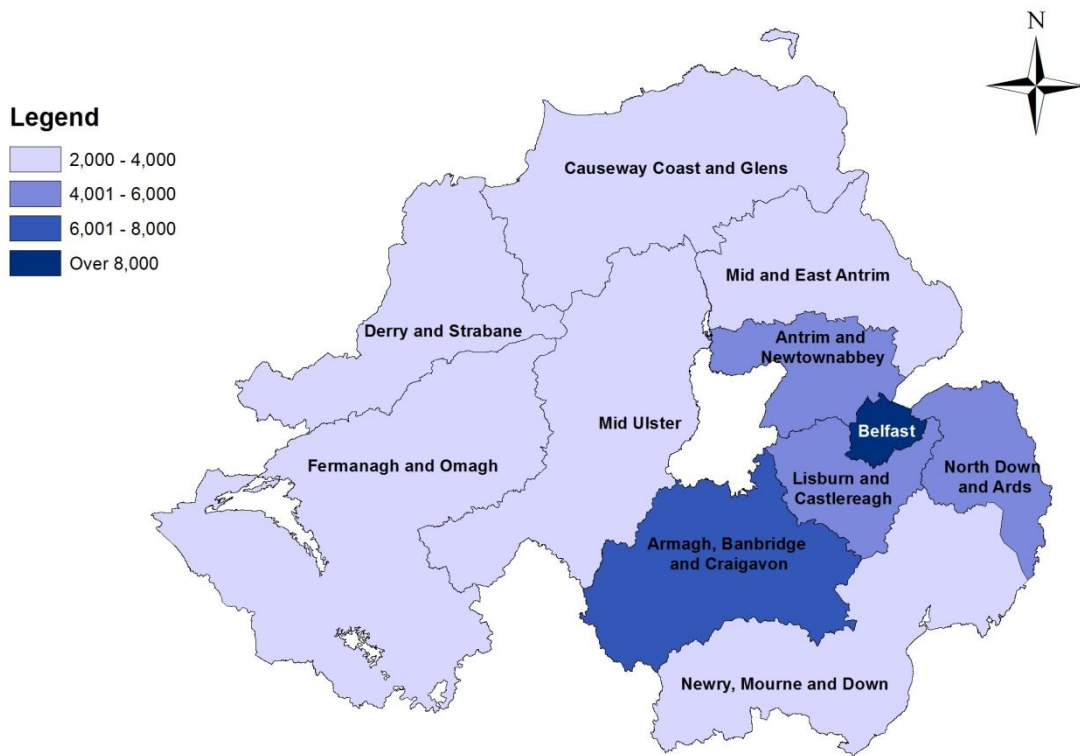 N
Legend
2,000 - 4,000
4,001 - 6,000
6,001 - 8,000
Over 8,000
Causeway Coast and Glens
Mid and East Antrim
Derry and Strabane
Antrim and
Newtownabbey
Mid Ulster
Belfast
Fermanagh and Omagh
North Down
and Ards
Lisburn and
Castlereagh
Armagh, Banbridge
and Craigavon
Newry, Mourne and Down